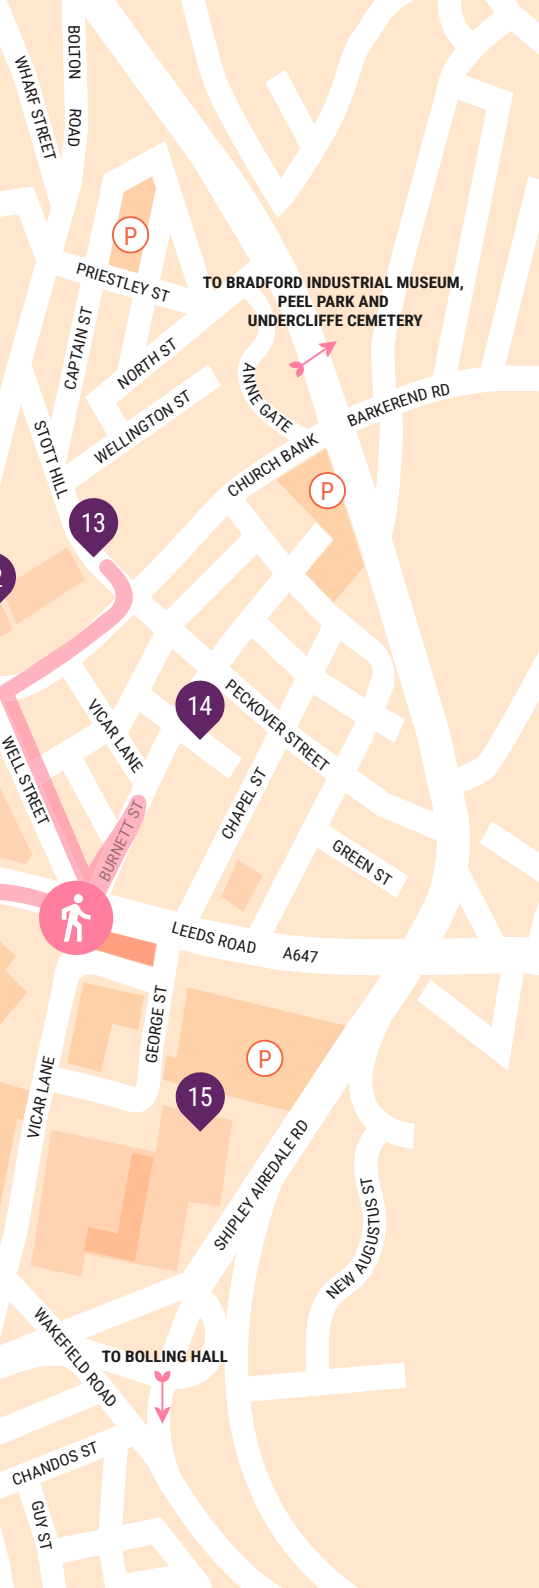 BOLTON ROAD
WHARF STREET
P
PRIESTLEY ST
TO BRADFORD INDUSTRIAL MUSEUM,
PEEL PARK AND
UNDERCLIFFE CEMETERY
CAPTAIN ST
NORTH ST
ANNE GATE
BARKEREND RD
WELLINGTON ST
STOTT HILL
CHURCH BANK
P
13
2
14
PECKOVER STREET
VICAR LANE
WELL STREET
CHAPEL ST
BURNETT ST
GREEN ST
LEEDS ROAD A647
GEORGE ST
P
VICAR LANE
15
SHIPLEY AIREDALE RD
NEW AUGUSTUS ST
WAKEFIELD ROAD
TO BOLLING HALL
CHANDOS ST
GUY ST